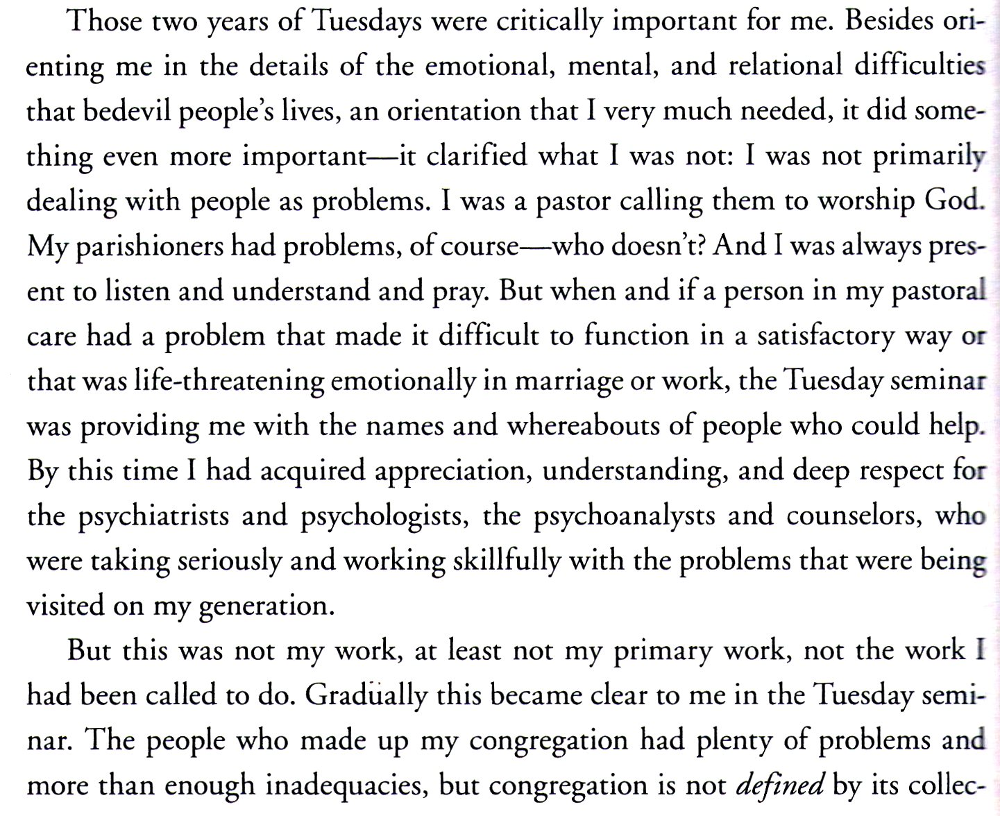 Those two years of Tuesdays were critically important for me. Besides ori-
enting me in the details of the emotional, mental, and relational difficulties
that bedevil people’s lives, an orientation that I very much needed, it did some-
thing even more important—it clarified what I was not: I was not primarily
dealing with people as problems. I was a pastor calling them to worship God.
My parishioners had problems, of course—who doesn’t? And I was always pres-
ent to listen and understand and pray. But when and if a person in my pastoral
care had a problem that made it difficult to function in a satisfactory way or
that was life-threatening emotionally in marriage or work, the Tuesday seminar
was providing me with the names and whereabouts of people who could help.
By this time I had acquired appreciation, understanding, and deep respect for
the psychiatrists and psychologists, the psychoanalysts and counselors, who
were taking seriously and working skillfully with the problems that were being
visited on my generation.
But this was not my work, at least not my primary work, not the work I
had been called to do. Gradually this became clear to me in the Tuesday semi-
nar. The people who made up my congregation had plenty of problems and
more than enough inadequacies, but congregation is not defined by its collec-